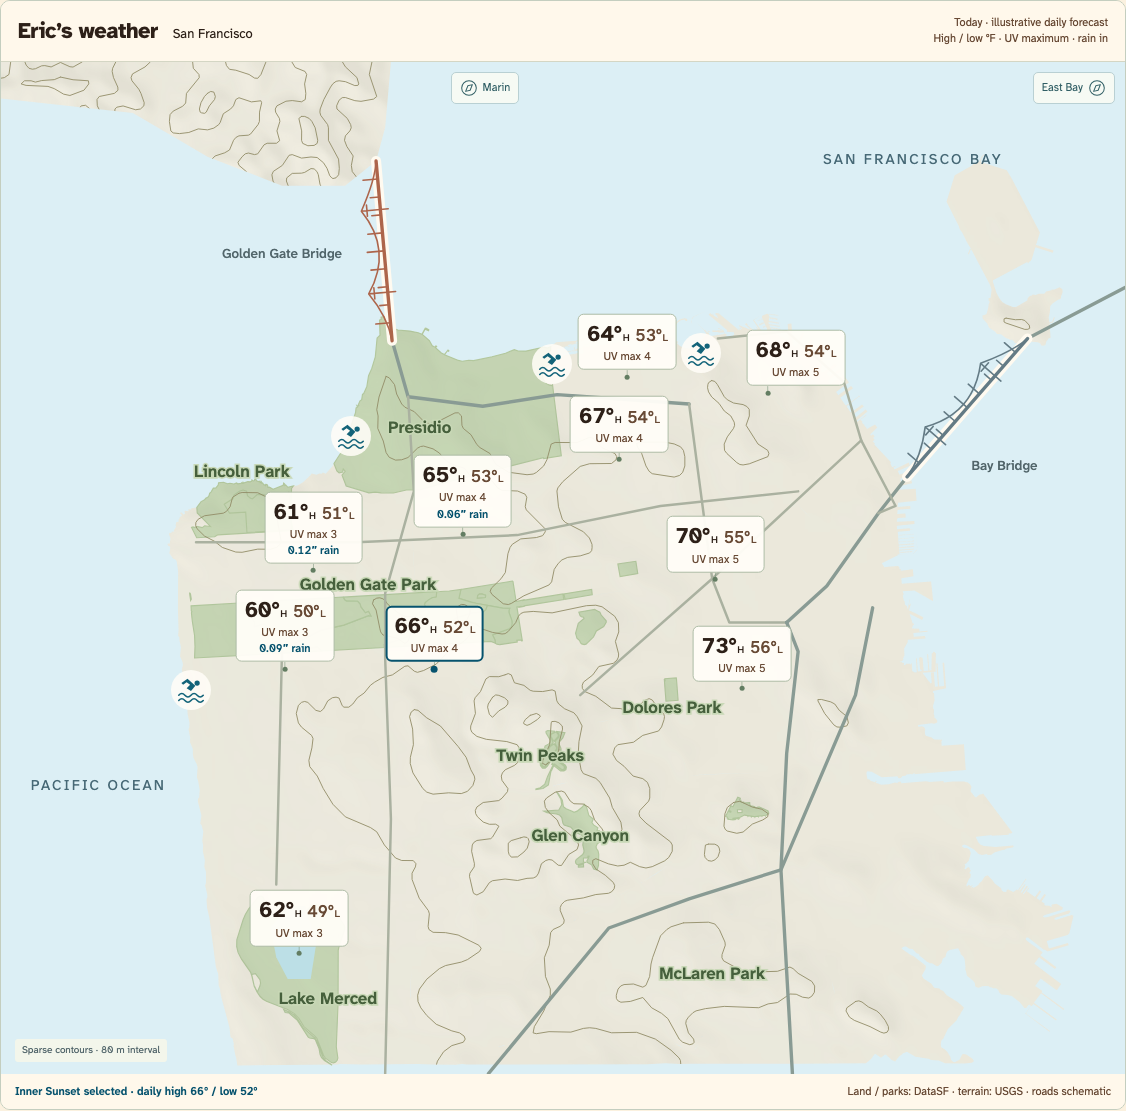 Eric's weather San Francisco
Today · illustrative daily forecast
High / low °F · UV maximum · rain in
Marin
East Bay
SAN FRANCISCO BAY
Golden Gate Bridge
64°H 53°L
UV max 4
68°H 54°L
UV max 5
67°H 54°L
UV max 4
Presidio
Bay Bridge
Lincoln Park
65°H 53°L
UV max 4
0.06" rain
61°H 51°L
UV max 3
0.12" rain
70°H 55°L
UV max 5
Golden Gate Park
60°H 50°L
UV max 3
0.09" rain
66°H 52°L
UV max 4
73°H 56°L
UV max 5
Dolores Park
Twin Peaks
PACIFIC OCEAN
Glen Canyon
62°H 49°L
UV max 3
McLaren Park
Lake Merced
Sparse contours · 80 m interval
Inner Sunset selected · daily high 66° / low 52°
Land / parks: DataSF · terrain: USGS · roads schematic